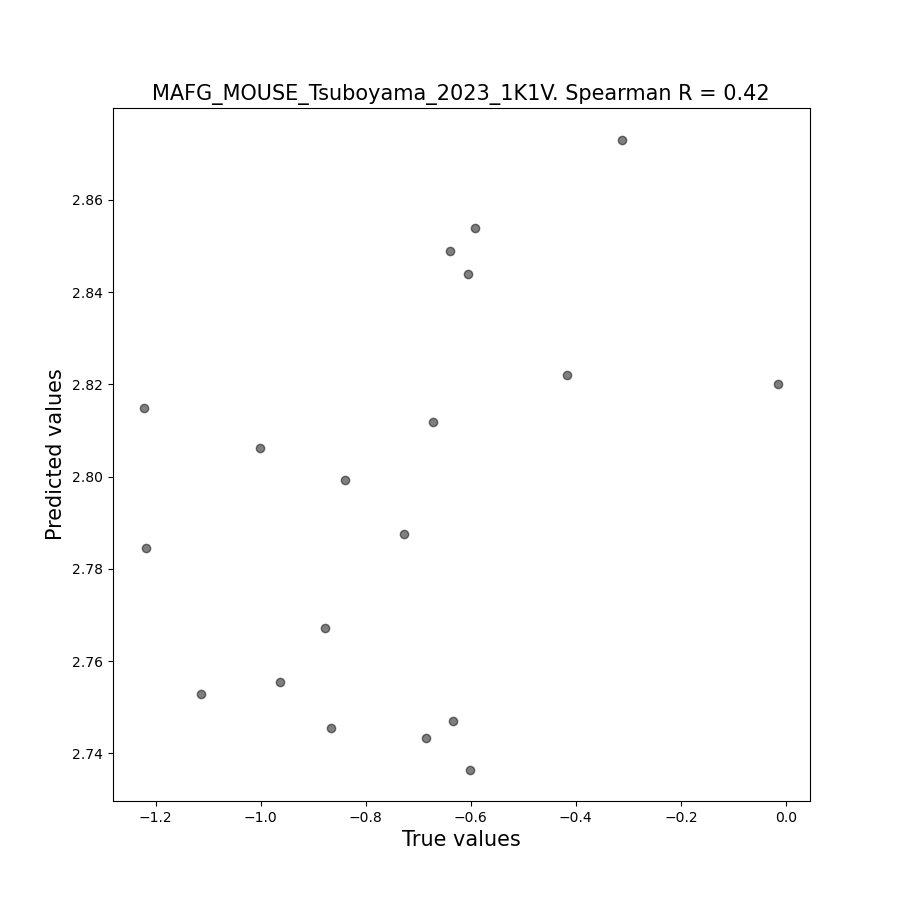 MAFG_MOUSE_Tsuboyama_2023_1K1V. Spearman R = 0.42
2.86
2.84
2.82
2.80
2.78
2.76
2.74
Predicted values
−1.2 −1.0 −0.8 −0.6 −0.4 −0.2 0.0
True values